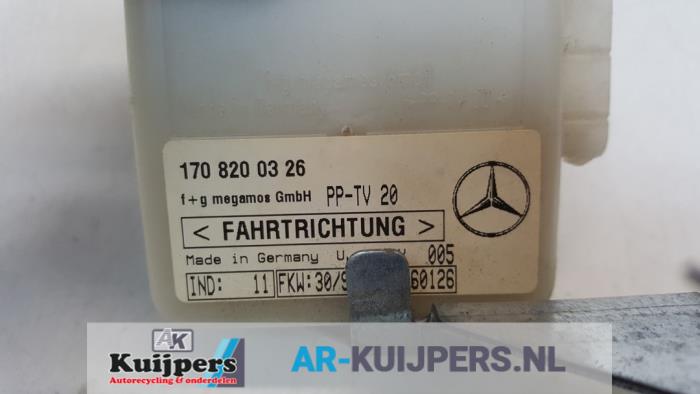 170 820 03 26
f+g megamos GmbH PP-TV 20
< FAHRTRICHTUNG >
Made in Germany 005
IND: 11 FKW:30/ 60126
AK
Kuijpers
Autorecycling & onderdelen
AR-KUIJPERS.NL